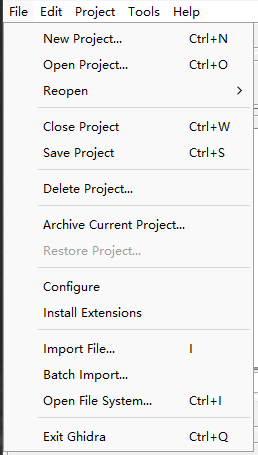 File Edit Project Tools Help
New Project... Ctrl+N
Open Project... Ctrl+O
Reopen
Close Project Ctrl+W
Save Project Ctrl+S
Delete Project...
Archive Current Project...
Restore Project...
Configure
Install Extensions
Import File... I
Batch Import...
Open File System... Ctrl+I
Exit Ghidra Ctrl+Q